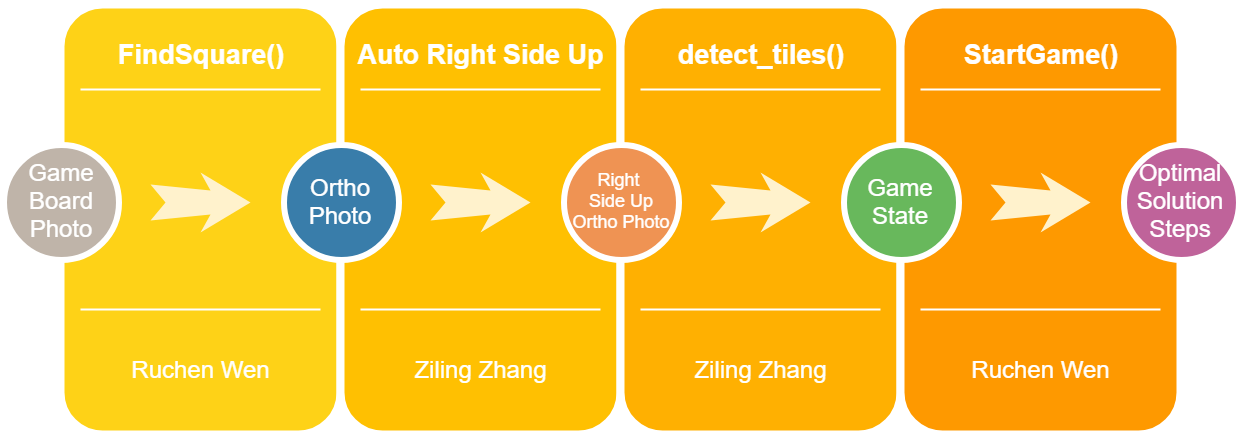 FindSquare()
Auto Right Side Up
detect_tiles()
StartGame()
Game
Board
Photo
Ortho
Photo
Right
Side Up
Ortho Photo
Game
State
Optimal
Solution
Steps
Ruchen Wen
Ziling Zhang
Ziling Zhang
Ruchen Wen